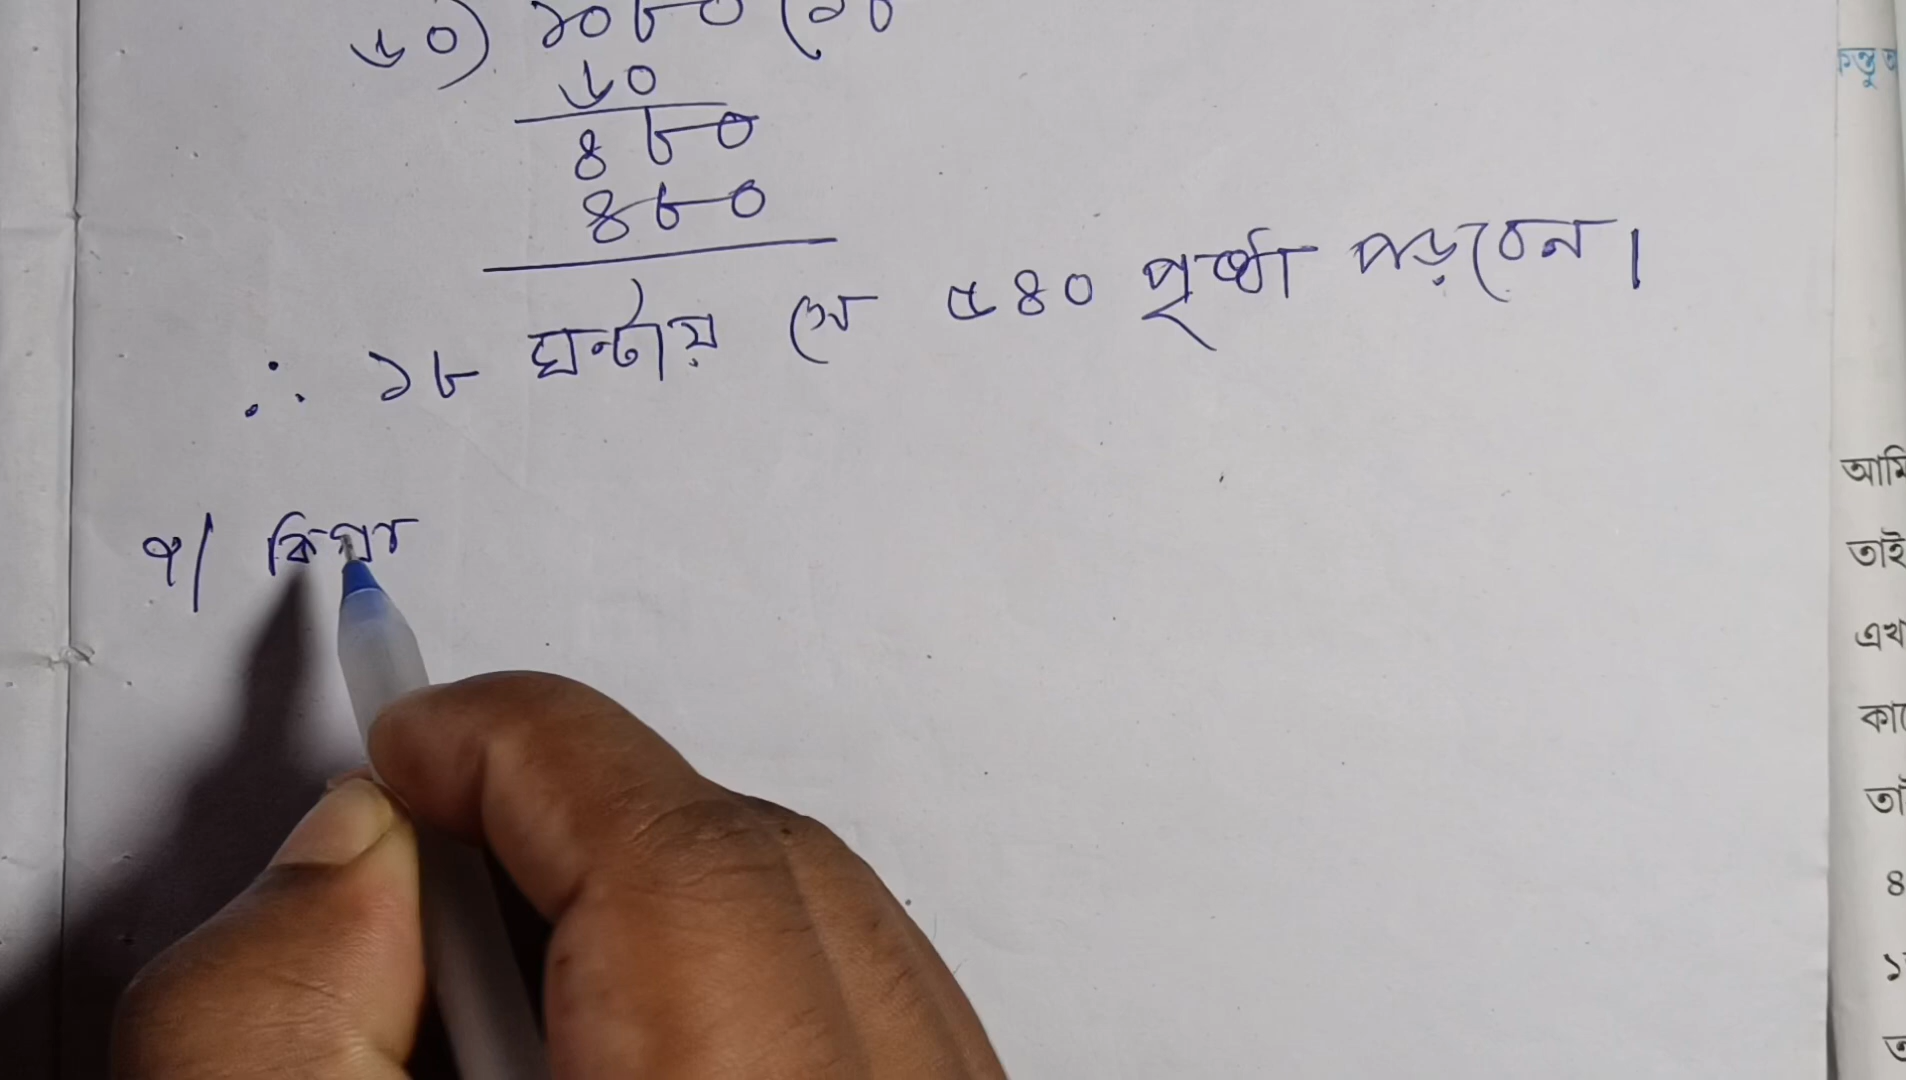 ৬০) ১০৮০ (১৮
৬০
৪৮০
৪৮০
∴ ১৮ ঘন্টায় সে ৫৪০ পৃষ্ঠা পড়বেন।
৭/
আমি
তাই
এখ
কা
তা
৪
১